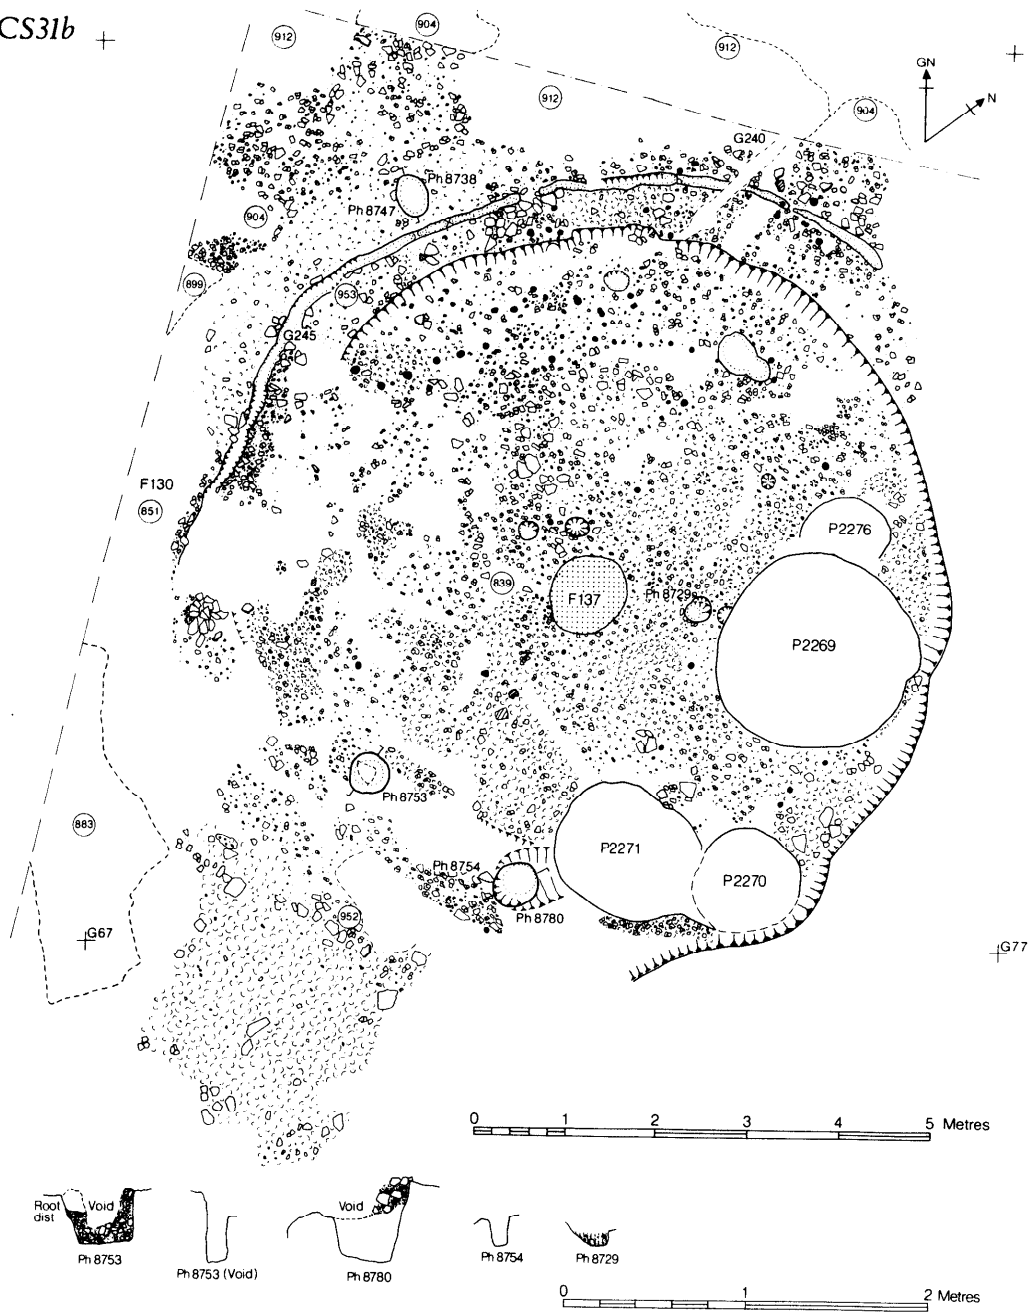 CS31b
904
912
912
912
GN
N
904
G240
Ph 8738
Ph 8747
904
899
953
G245
F130
851
P2276
839
F137
Ph 8729
P2269
Ph 8753
883
P2271
Ph 8754
P2270
952
Ph 8780
G67
G77
0 1 2 3 4 5 Metres
Root dist
Void
Void
Ph 8753
Ph 8753 (Void)
Ph 8780
Ph 8754
Ph 8729
0 1 2 Metres